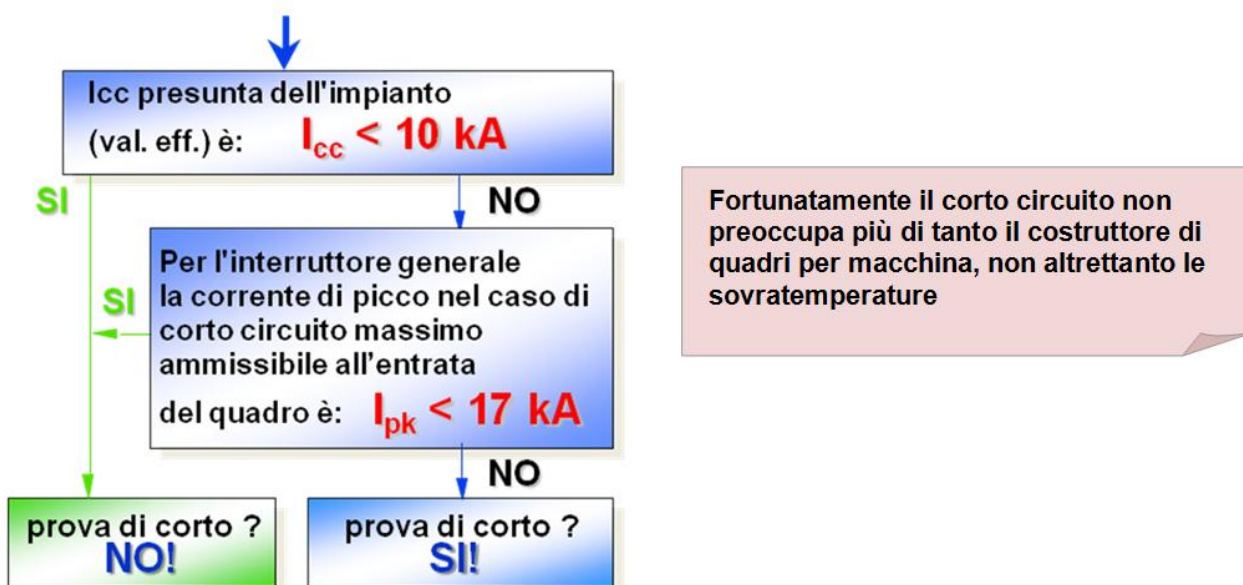 Icc presunta dell'impianto
(val. eff.) è: Icc < 10 kA
SI
NO
Per l'interruttore generale
la corrente di picco nel caso di
corto circuito massimo
ammissibile all'entrata
del quadro è: Ipk < 17 kA
SI
NO
prova di corto ?
NO!
prova di corto ?
SI!
Fortunatamente il corto circuito non
preoccupa più di tanto il costruttore di
quadri per macchina, non altrettanto le
sovratemperature